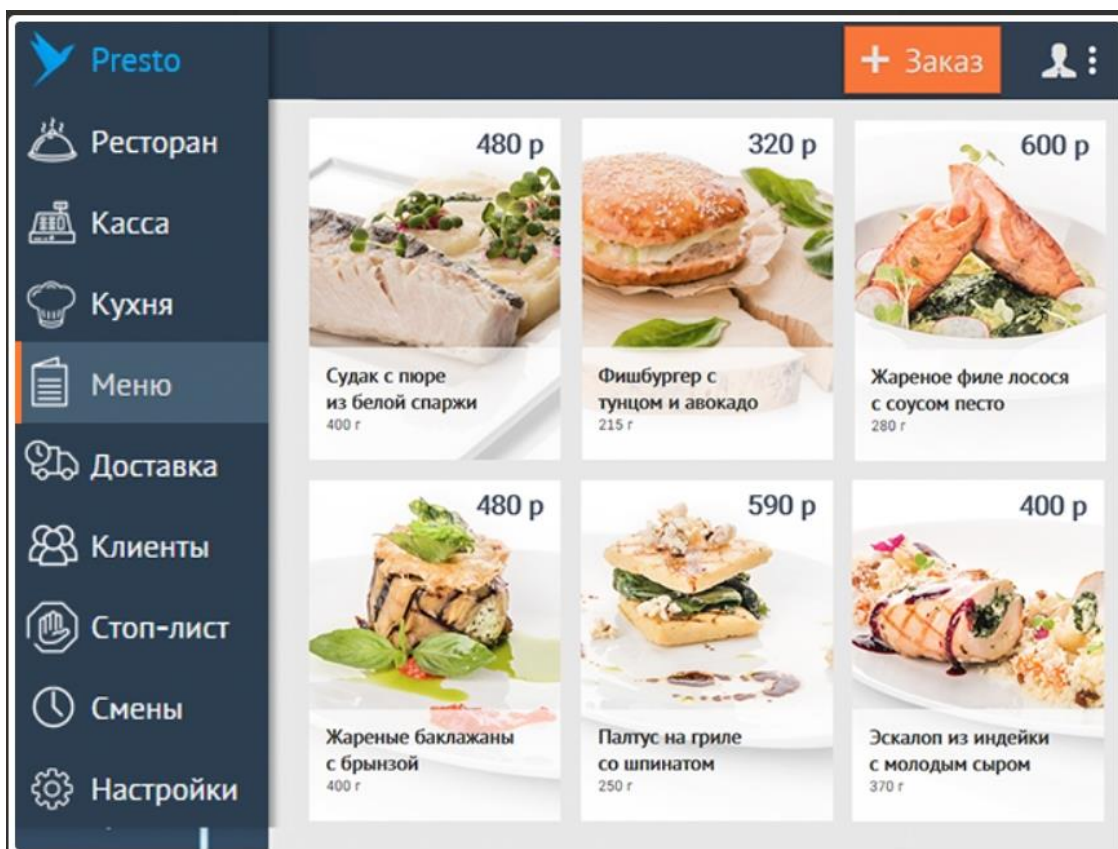 Presto
Ресторан
Касса
Кухня
Меню
Доставка
Клиенты
Стоп-лист
Смены
Настройки
+ Заказ
480 р
Судак с пюре
из белой спаржи
400 г
320 р
Фишбургер с
тунцом и авокадо
215 г
600 р
Жареное филе лосося
с соусом песто
280 г
480 р
Жареные баклажаны
с брынзой
400 г
590 р
Палтус на гриле
со шпинатом
250 г
400 р
Эскалоп из индейки
с молодым сыром
370 г